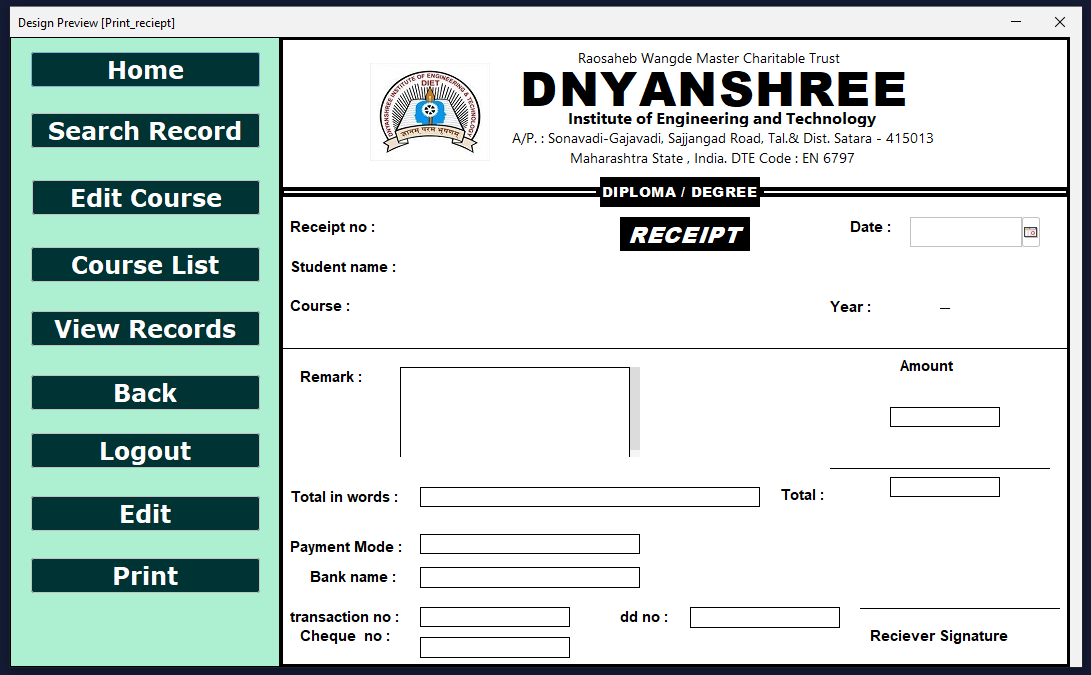 Design Preview [Print_reciept]
Home
Search Record
Edit Course
Course List
View Records
Back
Logout
Edit
Print
DNYANSHREE INSTITUTE OF ENGINEERING & TECHNOLOGY
DIET
ज्ञानम् परमं भूषणम्
Raosaheb Wangde Master Charitable Trust
DNYANSHREE
Institute of Engineering and Technology
A/P. : Sonavadi-Gajavadi, Sajjangad Road, Tal.& Dist. Satara - 415013
Maharashtra State , India. DTE Code : EN 6797
DIPLOMA / DEGREE
Receipt no :
RECEIPT
Date :
Student name :
Course :
Year : —
Amount
Remark :
Total in words :
Total :
Payment Mode :
Bank name :
transaction no :
dd no :
Cheque no :
Reciever Signature